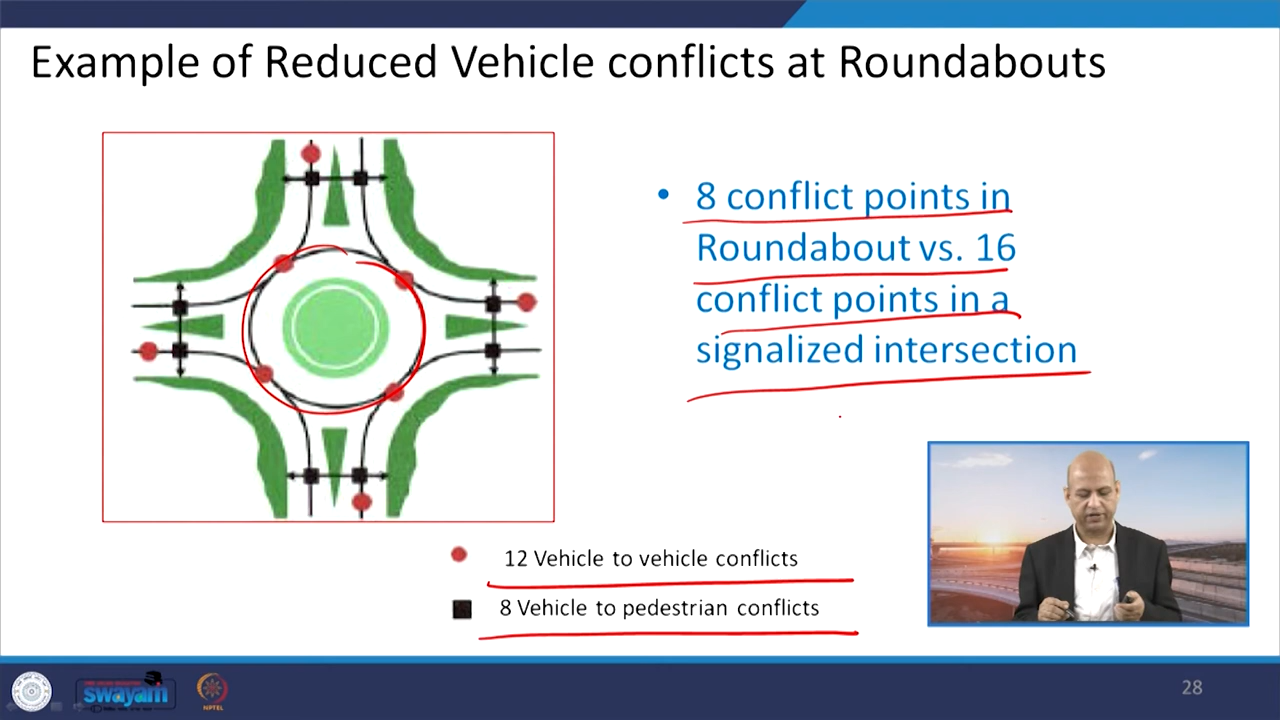 Example of Reduced Vehicle conflicts at Roundabouts
• 8 conflict points in
Roundabout vs. 16
conflict points in a
signalized intersection
12 Vehicle to vehicle conflicts
8 Vehicle to pedestrian conflicts
swayam
NPTEL
28